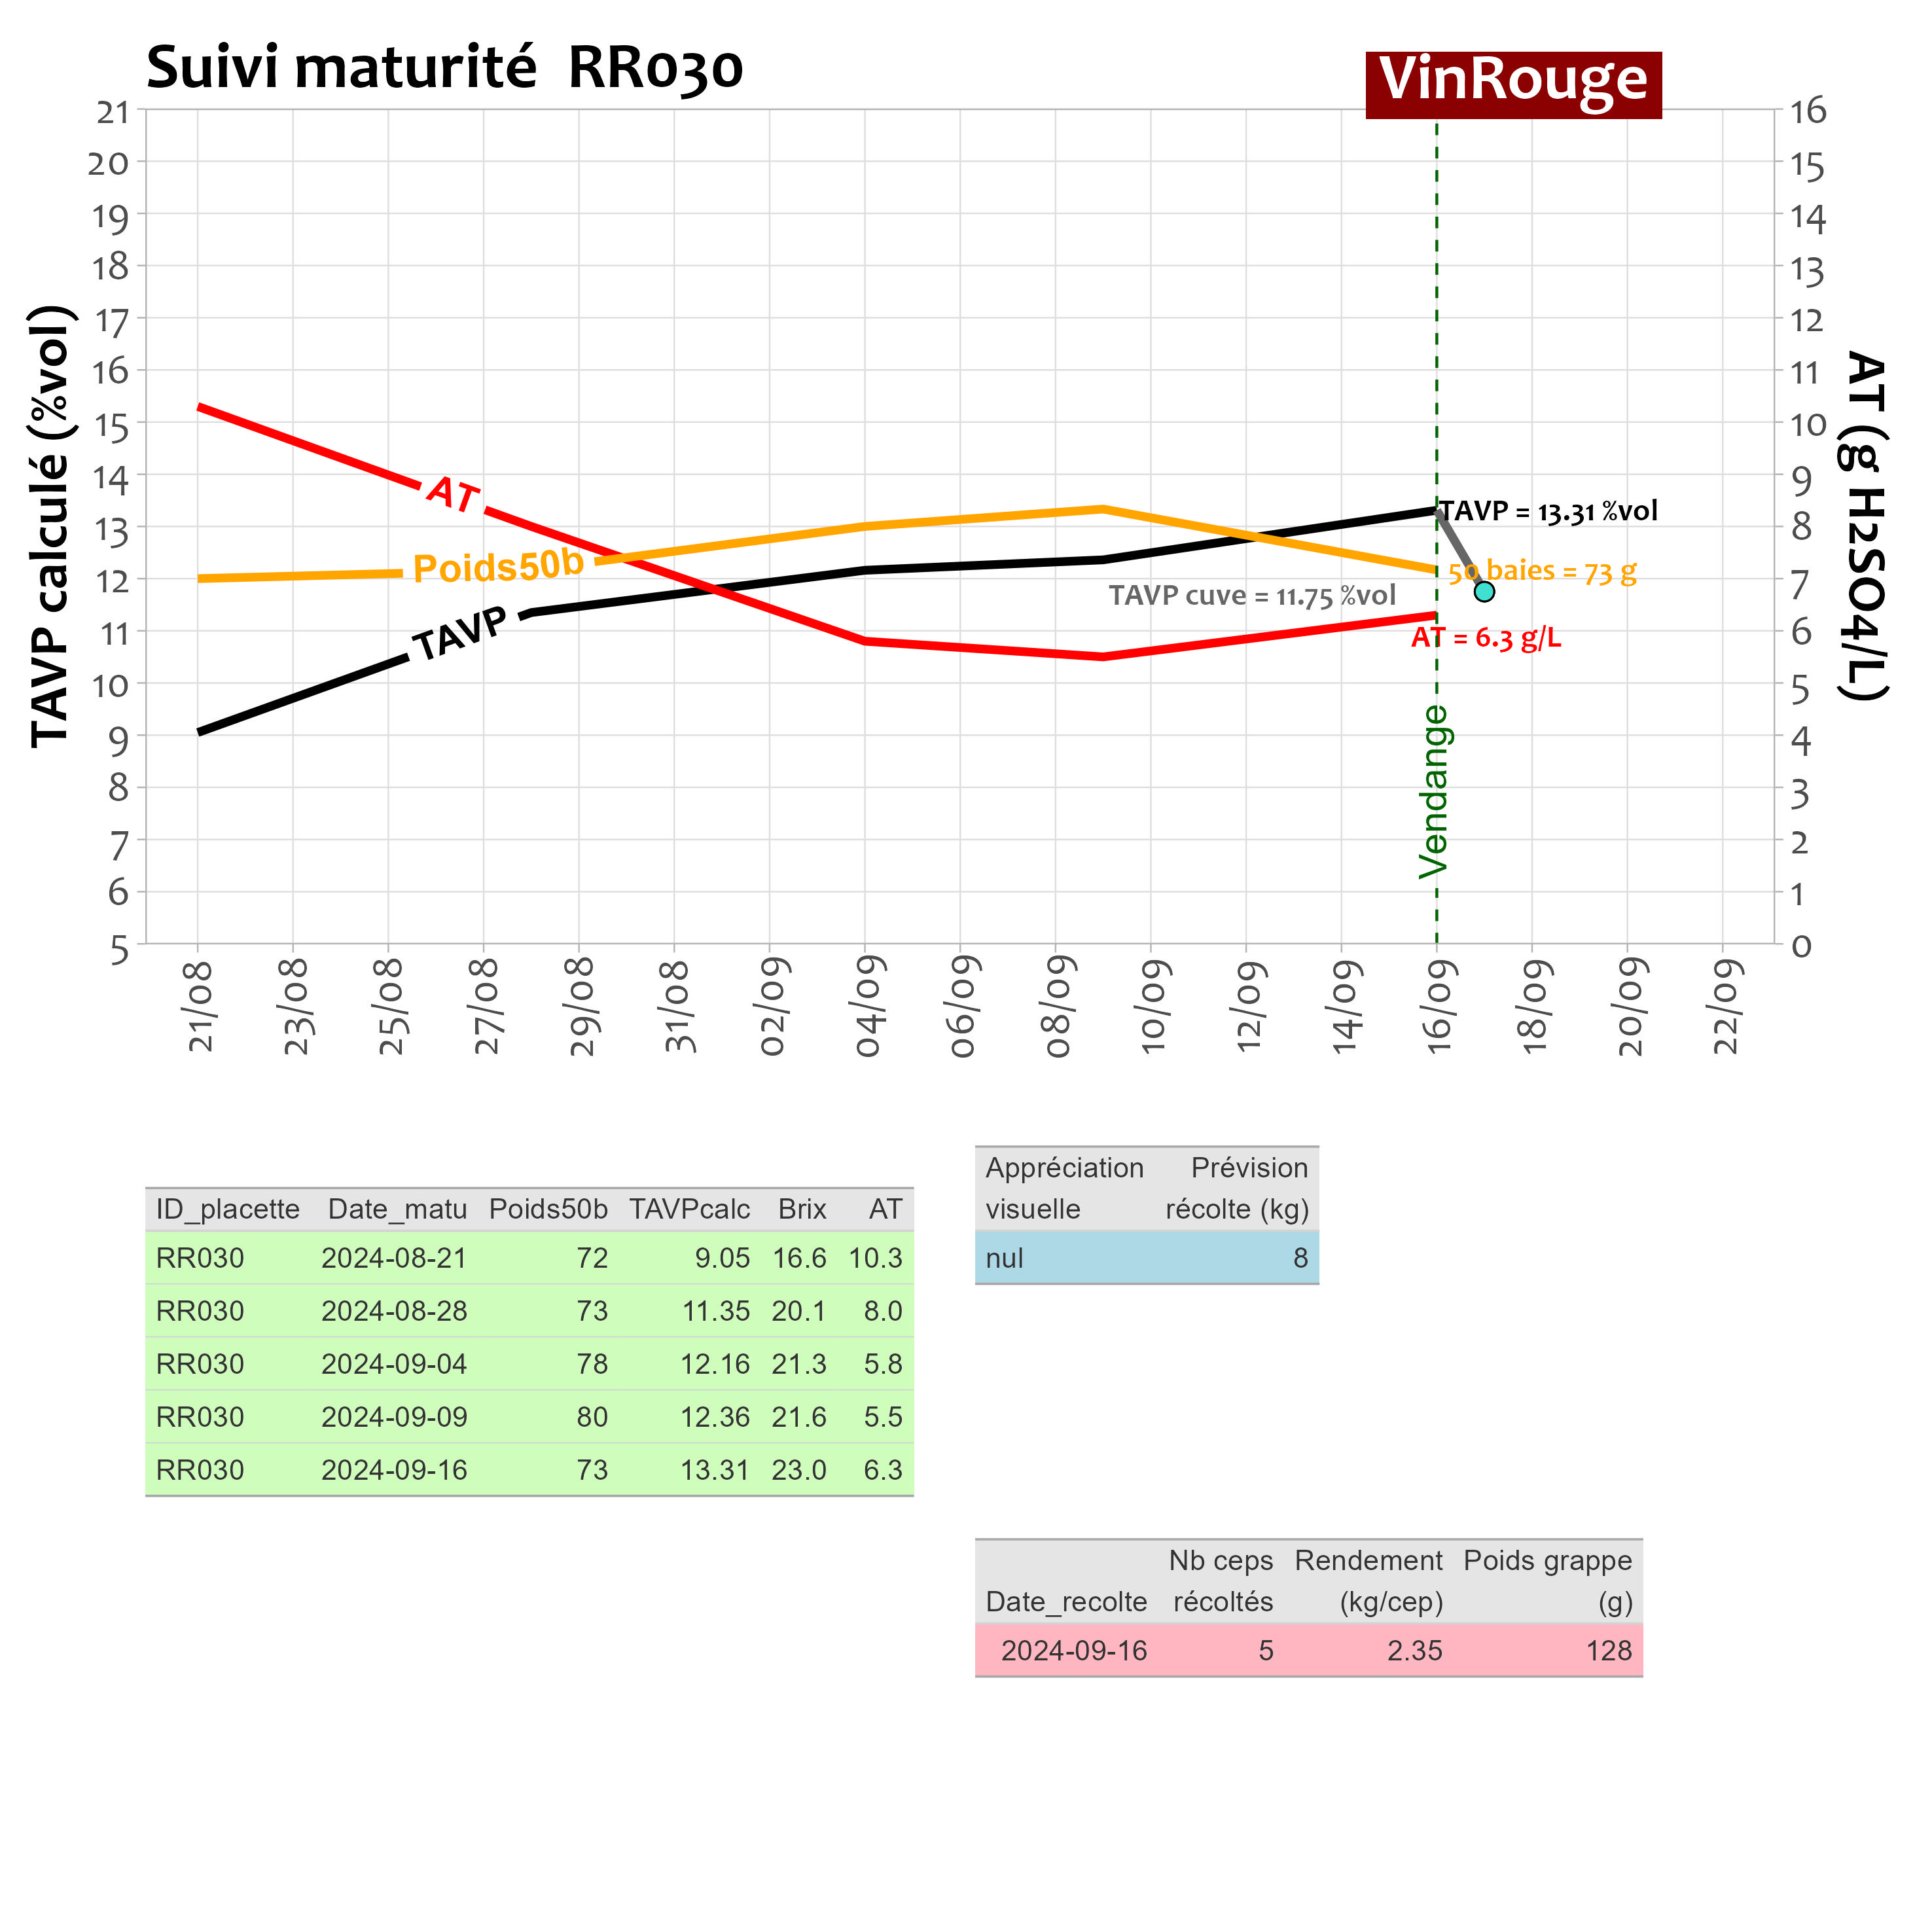 Suivi maturité RR030
VinRouge
TAVP calculé (%vol)
21
20
19
18
17
16
15
14
13
12
11
10
9
8
7
6
5
AT
Poids50b
TAVP
TAVP = 13.31 %vol
50 baies = 73 g
TAVP cuve = 11.75 %vol
AT = 6.3 g/L
Vendange
16
15
14
13
12
11
10
9
8
7
6
5
4
3
2
1
0
AT (g H2SO4/L)
21/08
23/08
25/08
27/08
29/08
31/08
02/09
04/09
06/09
08/09
10/09
12/09
14/09
16/09
18/09
20/09
22/09
ID_placette Date_matu Poids50b TAVPcalc Brix AT
RR030 2024-08-21 72 9.05 16.6 10.3
RR030 2024-08-28 73 11.35 20.1 8.0
RR030 2024-09-04 78 12.16 21.3 5.8
RR030 2024-09-09 80 12.36 21.6 5.5
RR030 2024-09-16 73 13.31 23.0 6.3
Appréciation Prévision
visuelle récolte (kg)
nul 8
Nb ceps Rendement Poids grappe
Date_recolte récoltés (kg/cep) (g)
2024-09-16 5 2.35 128